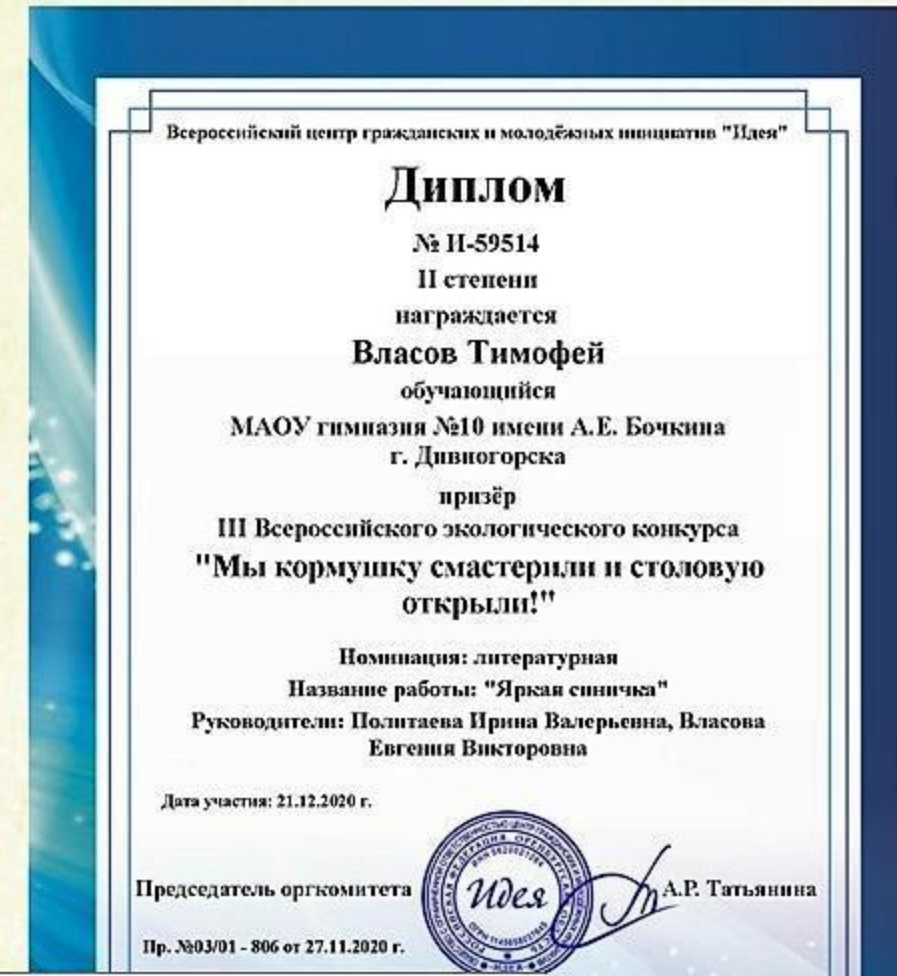 Всероссийский центр гражданских и молодёжных инициатив "Идея"
Диплом
№ И-59514
II степени
награждается
Власов Тимофей
обучающийся
МАОУ гимназия №10 имени А.Е. Бочкина
г. Дивногорска
призёр
III Всероссийского экологического конкурса
"Мы кормушку смастерили и столовую
открыли!"
Номинация: литературная
Название работы: "Яркая синичка"
Руководители: Политаева Ирина Валерьевна, Власова
Евгения Викторовна
Дата участия: 21.12.2020 г.
Председатель оргкомитета
Идея
А.Р. Татьянина
Пр. №03/01 - 806 от 27.11.2020 г.